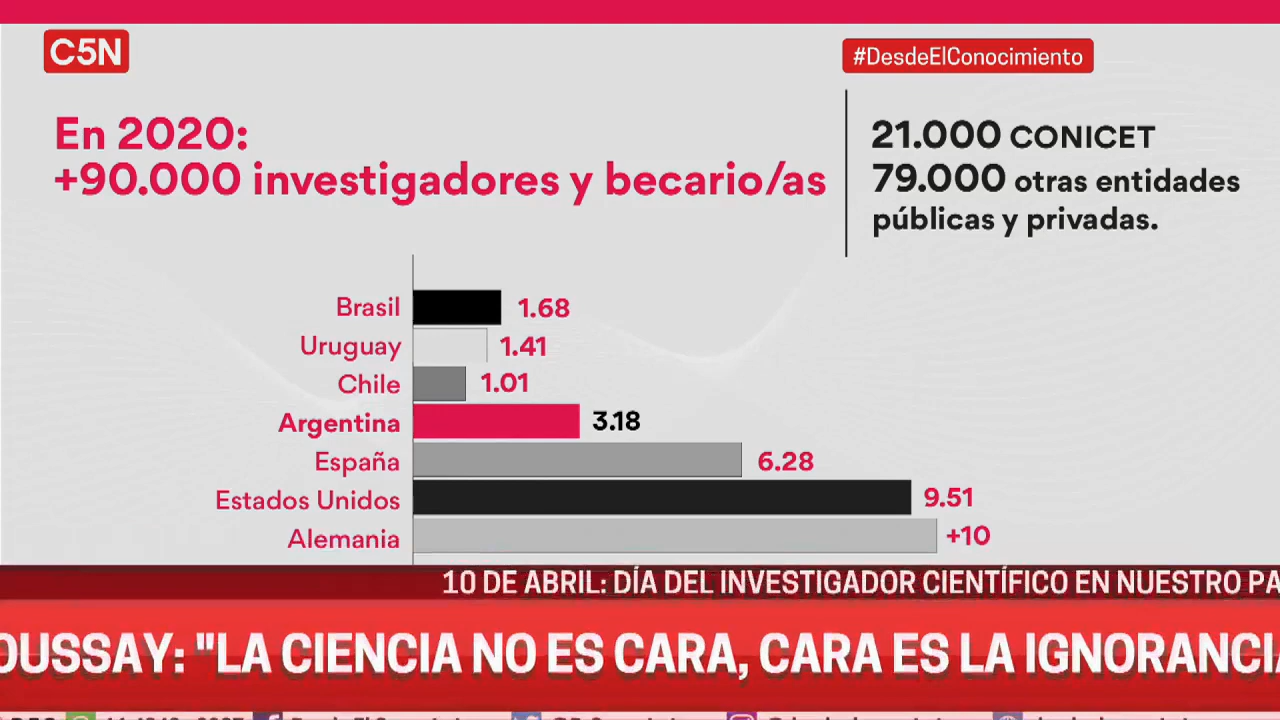 C5N
#DesdeElConocimiento
En 2020:
+90.000 investigadores y becario/as
21.000 CONICET
79.000 otras entidades
públicas y privadas.
Brasil 1.68
Uruguay 1.41
Chile 1.01
Argentina 3.18
España 6.28
Estados Unidos 9.51
Alemania +10
10 DE ABRIL: DÍA DEL INVESTIGADOR CIENTÍFICO EN NUESTRO PA
OUSSAY: "LA CIENCIA NO ES CARA, CARA ES LA IGNORANCIA